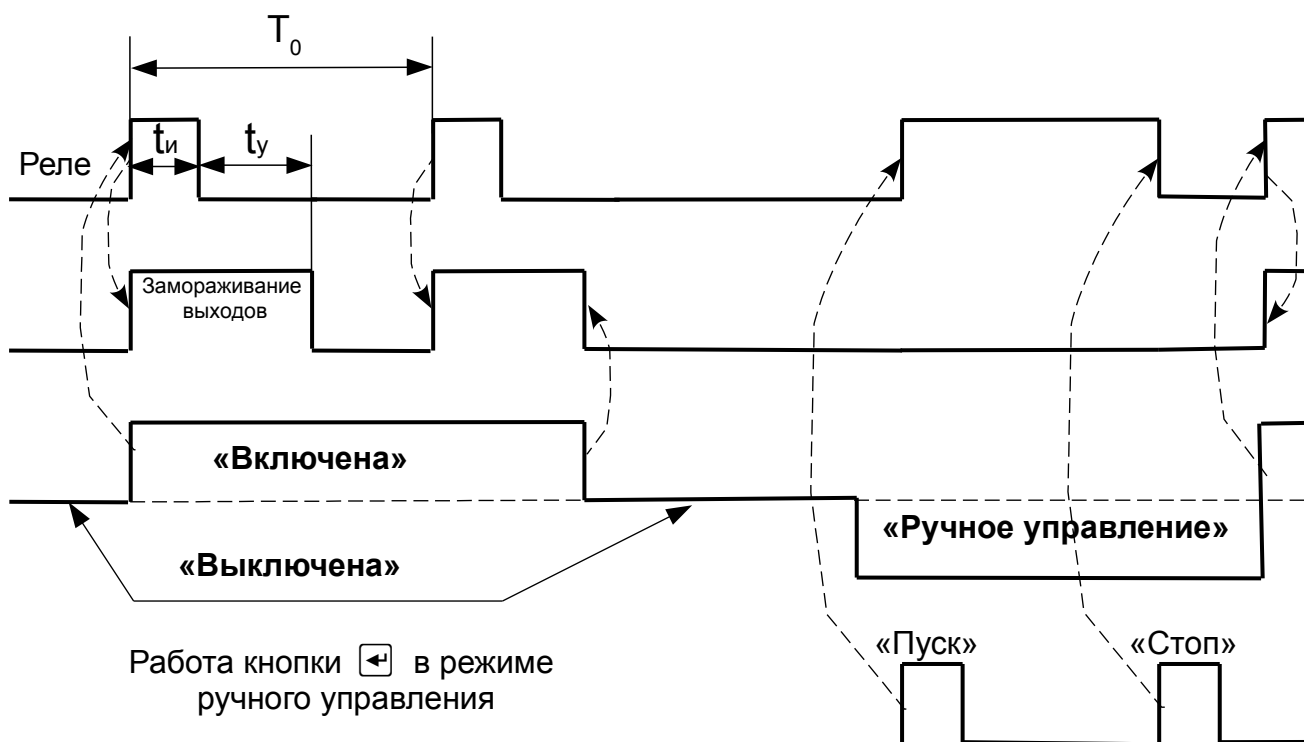 T₀
tи
tу
Реле
Замораживание
выходов
«Включена»
«Ручное управление»
«Выключена»
«Пуск»
«Стоп»
Работа кнопки ↵ в режиме
ручного управления